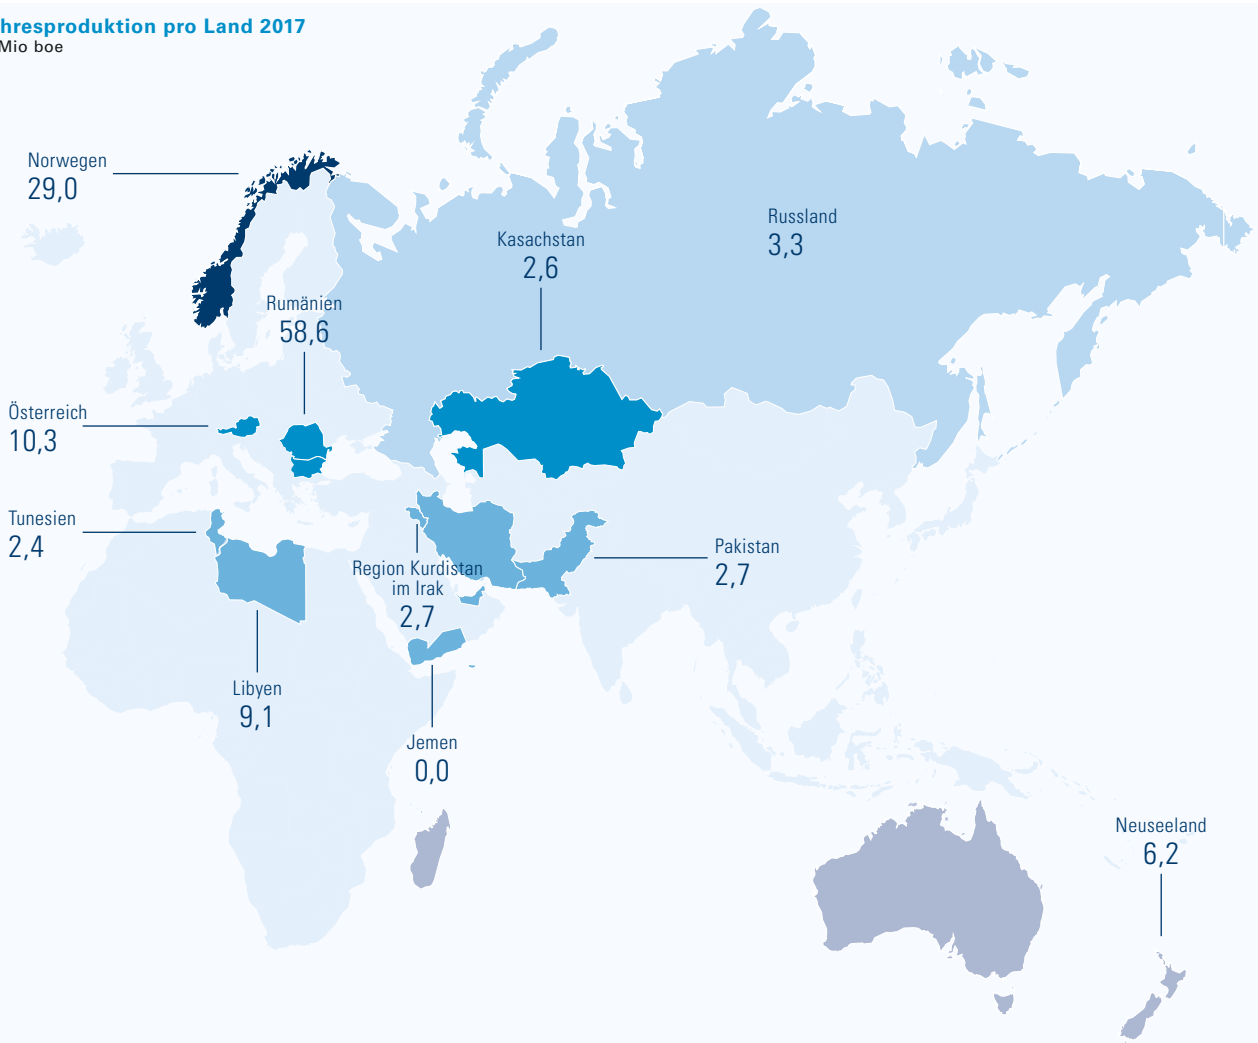 hresproduktion pro Land 2017
Mio boe
Norwegen
29,0
Russland
3,3
Kasachstan
2,6
Rumänien
58,6
Österreich
10,3
Tunesien
2,4
Pakistan
2,7
Region Kurdistan
im Irak
2,7
Libyen
9,1
Jemen
0,0
Neuseeland
6,2